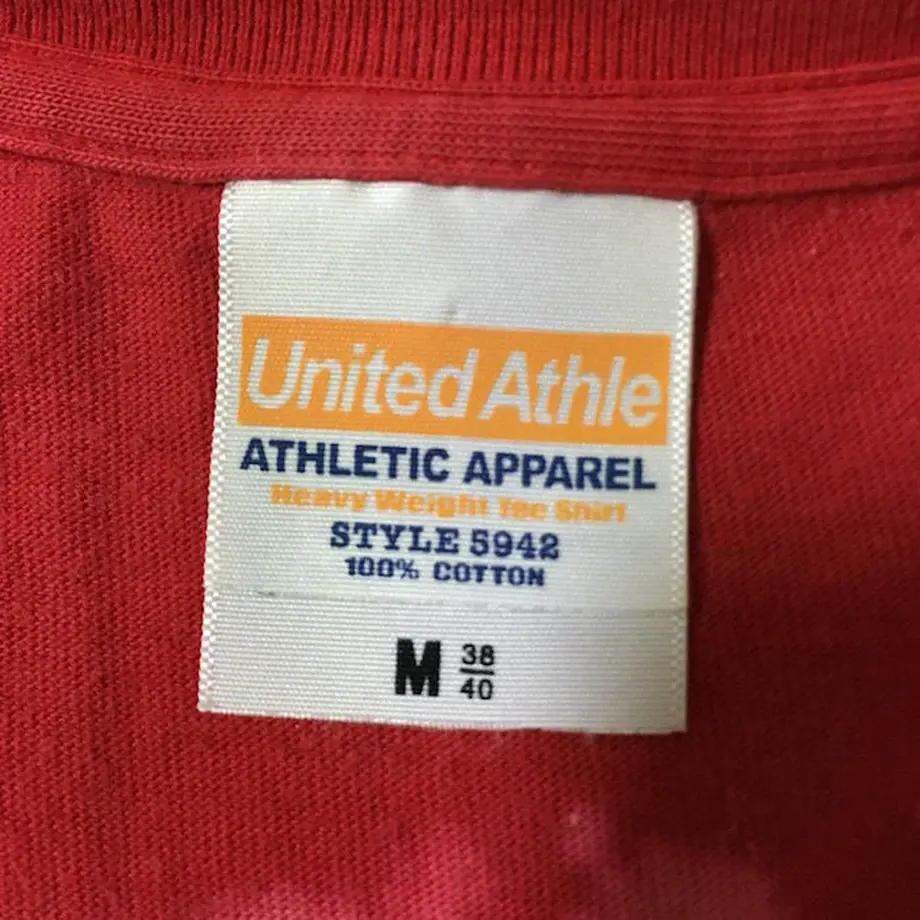 United Athle
ATHLETIC APPAREL
Heavy Weight Tee Shirt
STYLE 5942
100% COTTON
M 38
40